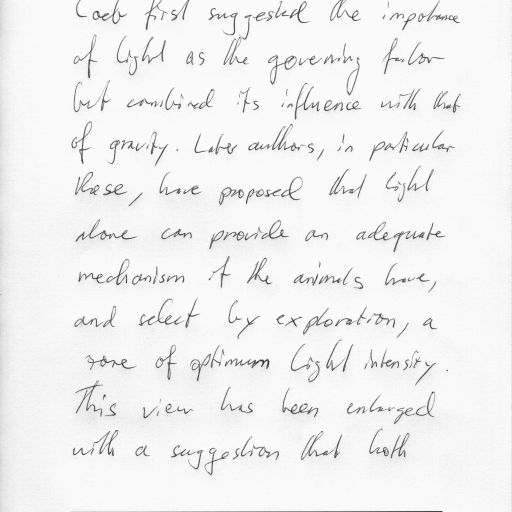 Loeb first suggested the importance
of light as the governing factor
but combined its influence with that
of gravity. Later authors, in particular
Rose, have proposed that light
alone can provide an adequate
mechanism if the animals have,
and select by exploration, a
zone of optimum light intensity.
This view has been enlarged
with a suggestion that both